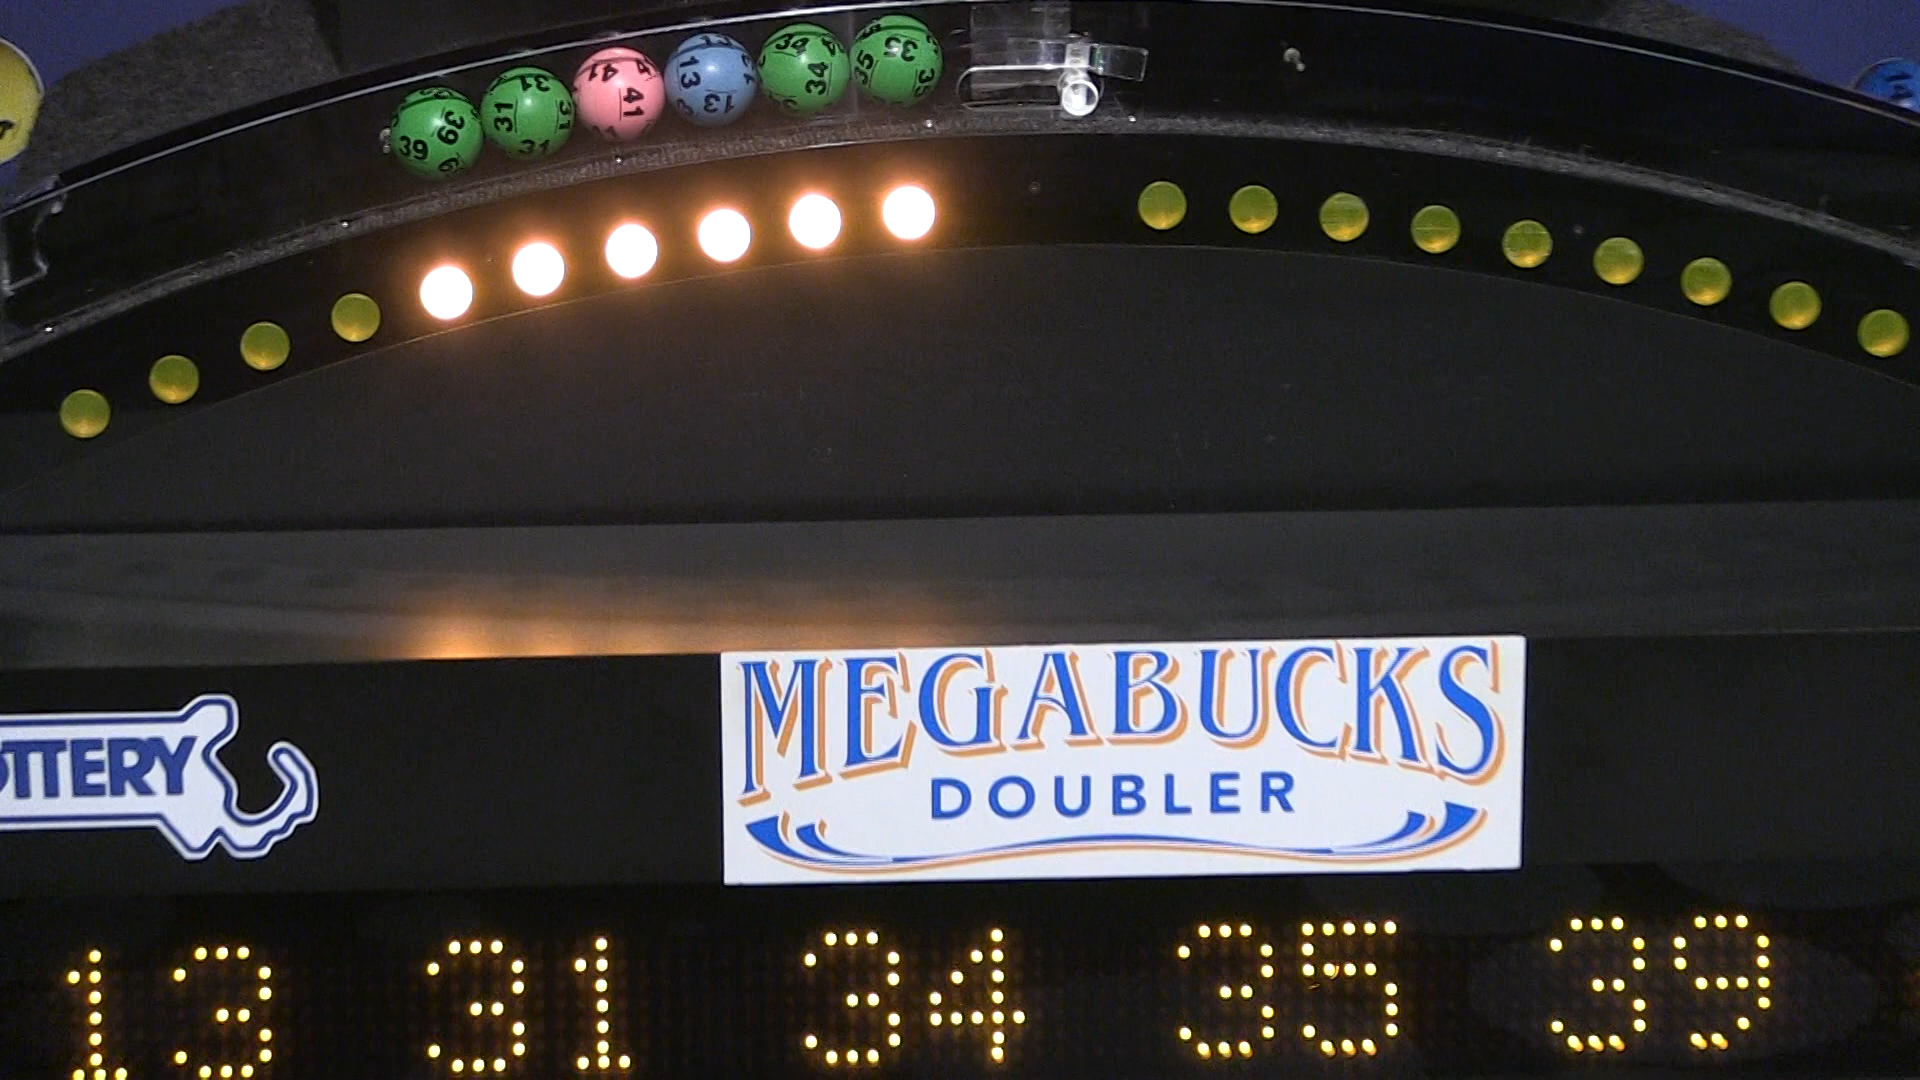 39 31 41 13 34 35
OTTERY
MEGABUCKS
DOUBLER
13 31 34 35 39